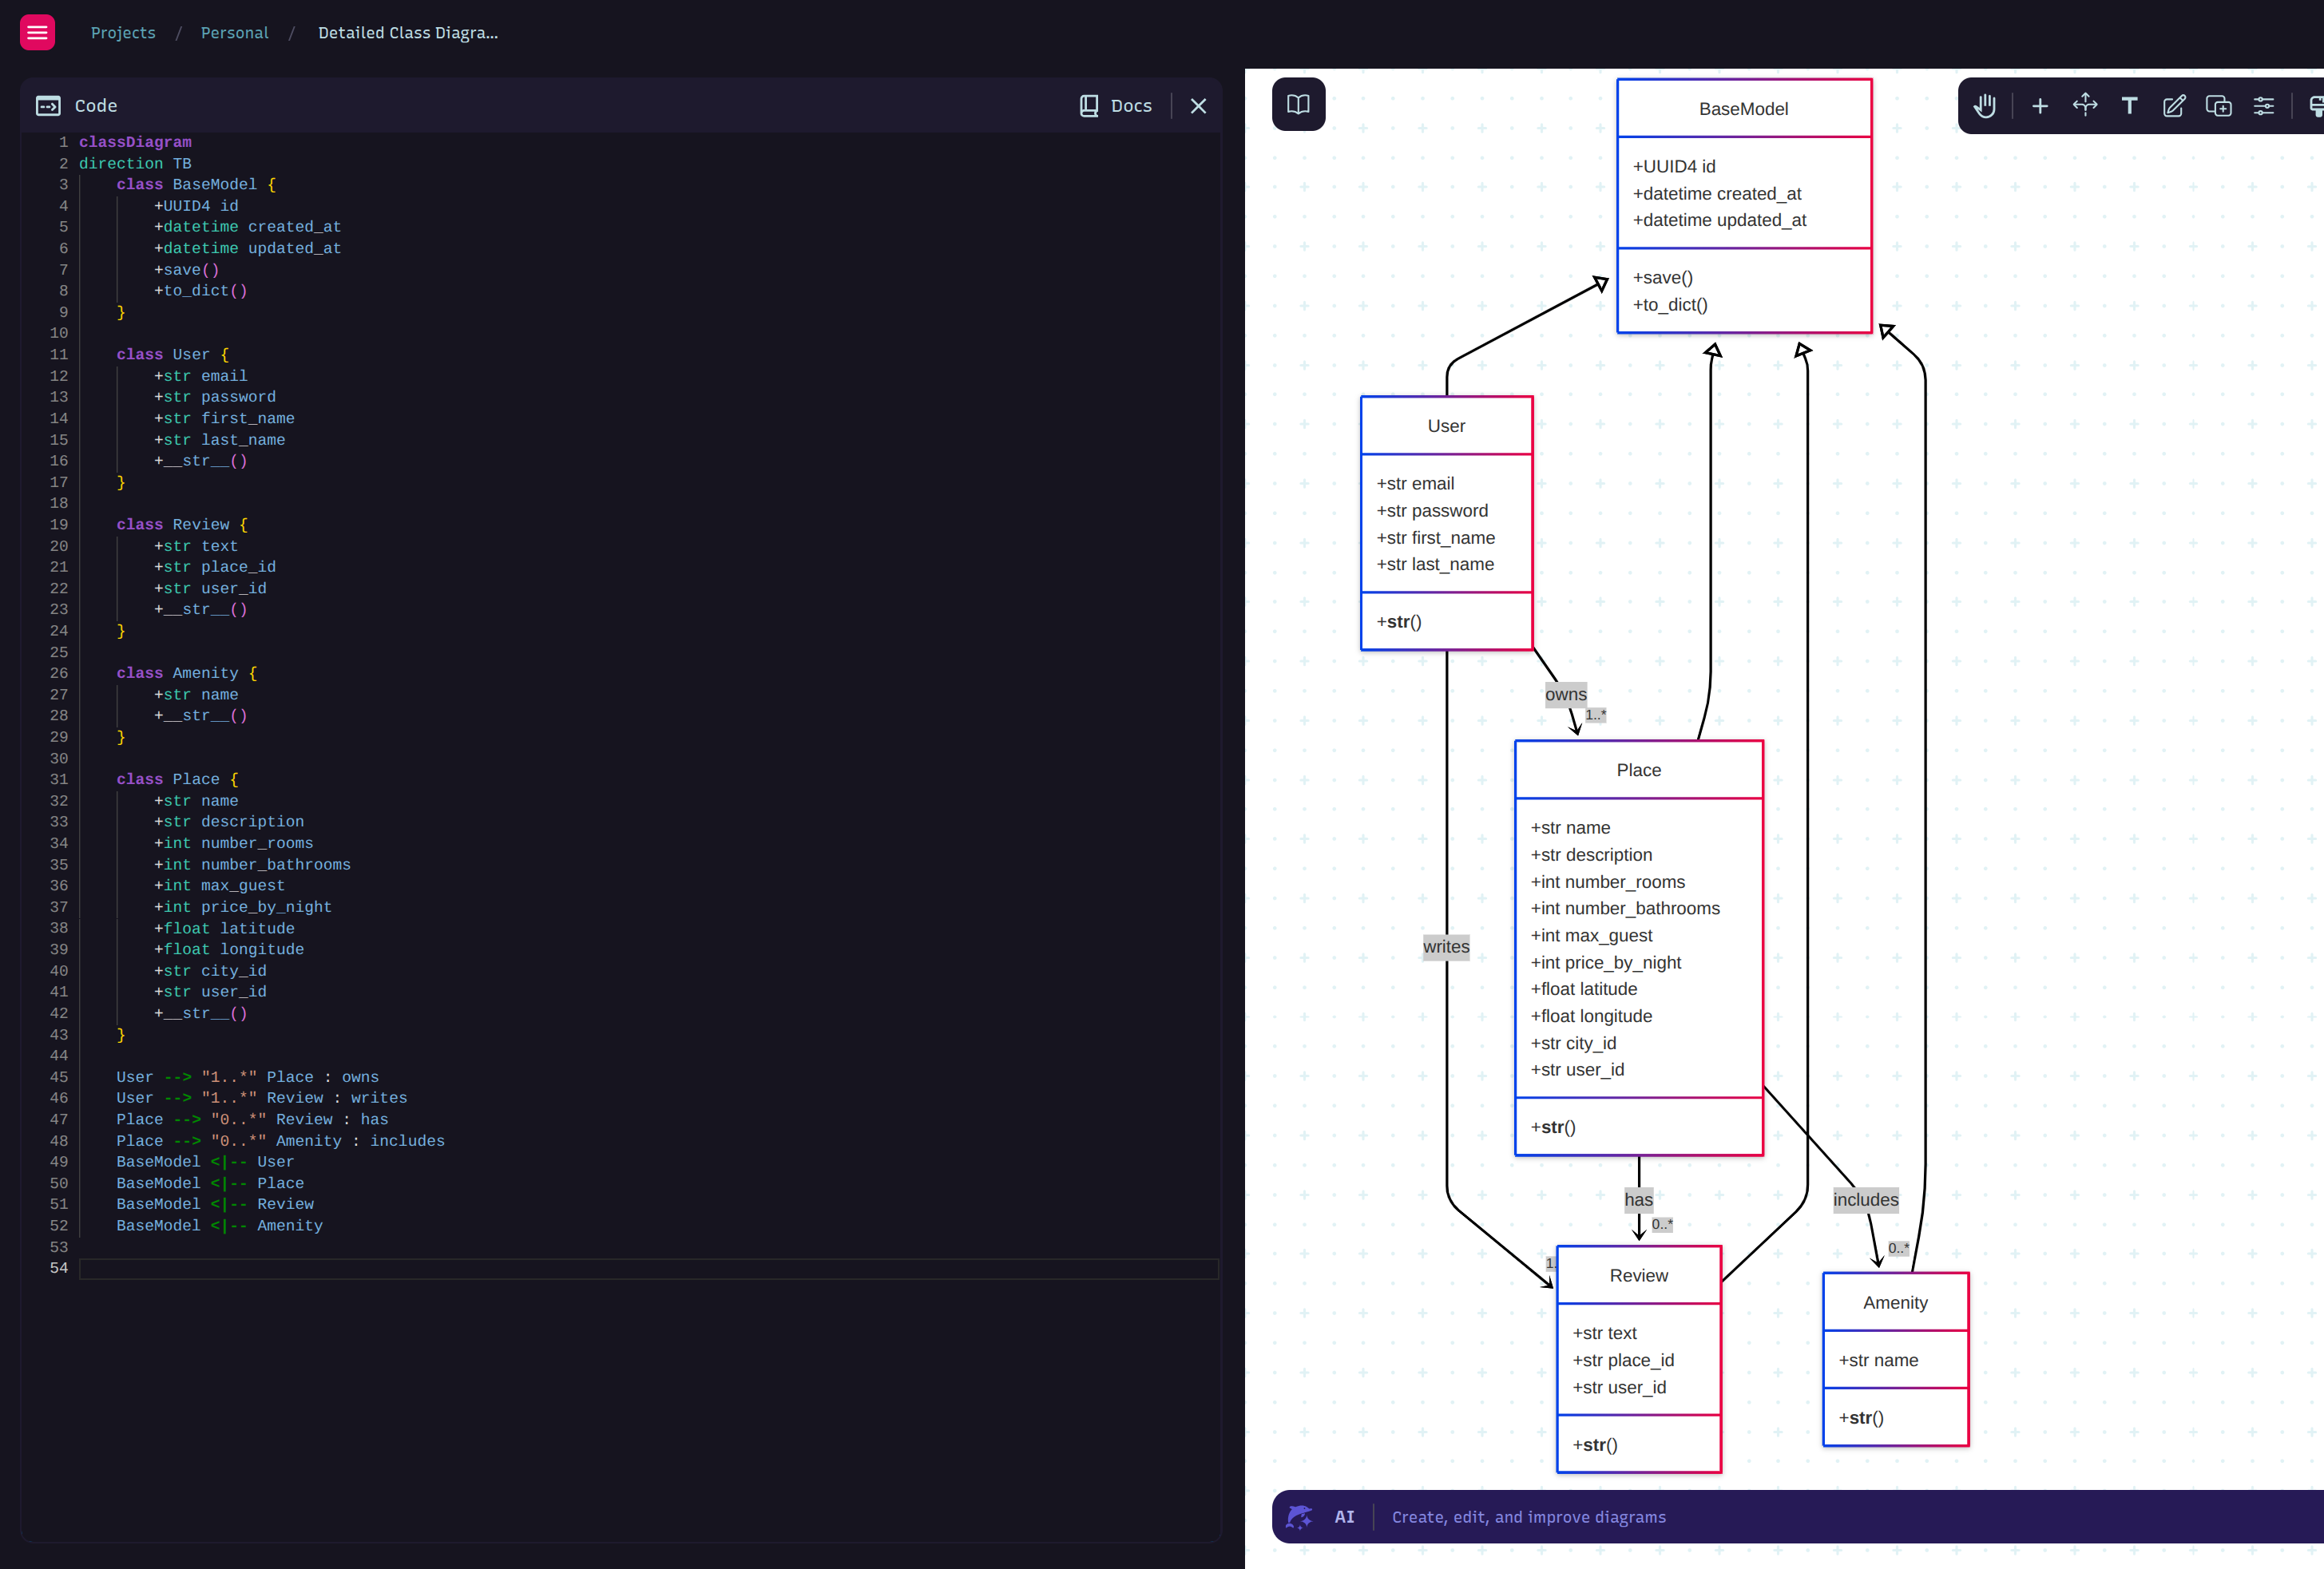 Projects / Personal / Detailed Class Diagra...
Code
Docs
1 classDiagram
2 direction TB
3 class BaseModel {
4 +UUID4 id
5 +datetime created_at
6 +datetime updated_at
7 +save()
8 +to_dict()
9 }
10
11 class User {
12 +str email
13 +str password
14 +str first_name
15 +str last_name
16 +__str__()
17 }
18
19 class Review {
20 +str text
21 +str place_id
22 +str user_id
23 +__str__()
24 }
25
26 class Amenity {
27 +str name
28 +__str__()
29 }
30
31 class Place {
32 +str name
33 +str description
34 +int number_rooms
35 +int number_bathrooms
36 +int max_guest
37 +int price_by_night
38 +float latitude
39 +float longitude
40 +str city_id
41 +str user_id
42 +__str__()
43 }
44
45 User --> "1..*" Place : owns
46 User --> "1..*" Review : writes
47 Place --> "0..*" Review : has
48 Place --> "0..*" Amenity : includes
49 BaseModel <|-- User
50 BaseModel <|-- Place
51 BaseModel <|-- Review
52 BaseModel <|-- Amenity
53
54
BaseModel
+UUID4 id
+datetime created_at
+datetime updated_at
+save()
+to_dict()
User
+str email
+str password
+str first_name
+str last_name
+str()
owns
1..*
Place
+str name
+str description
+int number_rooms
+int number_bathrooms
+int max_guest
+int price_by_night
+float latitude
+float longitude
+str city_id
+str user_id
+str()
writes
has
0..*
includes
0..*
1.
Review
+str text
+str place_id
+str user_id
+str()
Amenity
+str name
+str()
AI
Create, edit, and improve diagrams